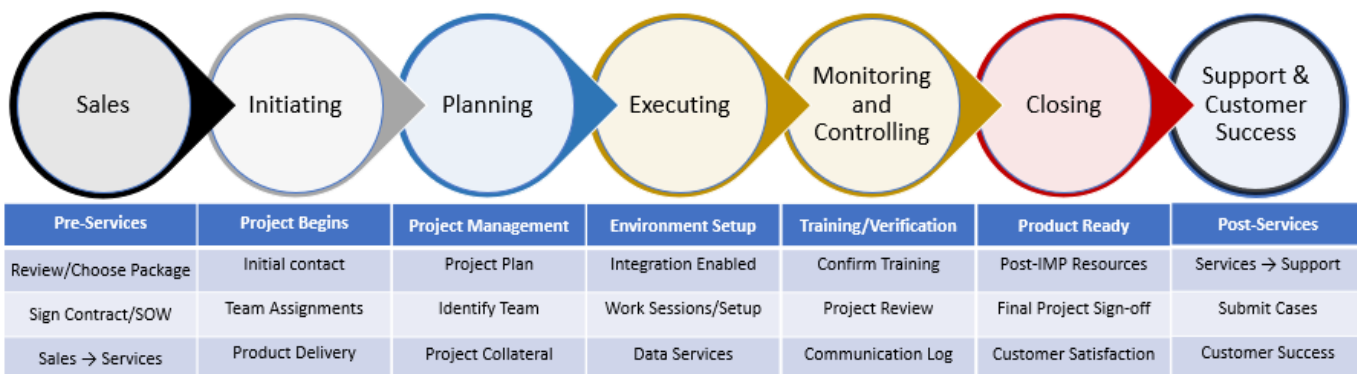 Sales
Initiating
Planning
Executing
Monitoring
and
Controlling
Closing
Support &
Customer
Success
Pre-Services
Project Begins
Project Management
Environment Setup
Training/Verification
Product Ready
Post-Services
Review/Choose Package
Initial contact
Project Plan
Integration Enabled
Confirm Training
Post-IMP Resources
Services → Support
Sign Contract/SOW
Team Assignments
Identify Team
Work Sessions/Setup
Project Review
Final Project Sign-off
Submit Cases
Sales → Services
Product Delivery
Project Collateral
Data Services
Communication Log
Customer Satisfaction
Customer Success